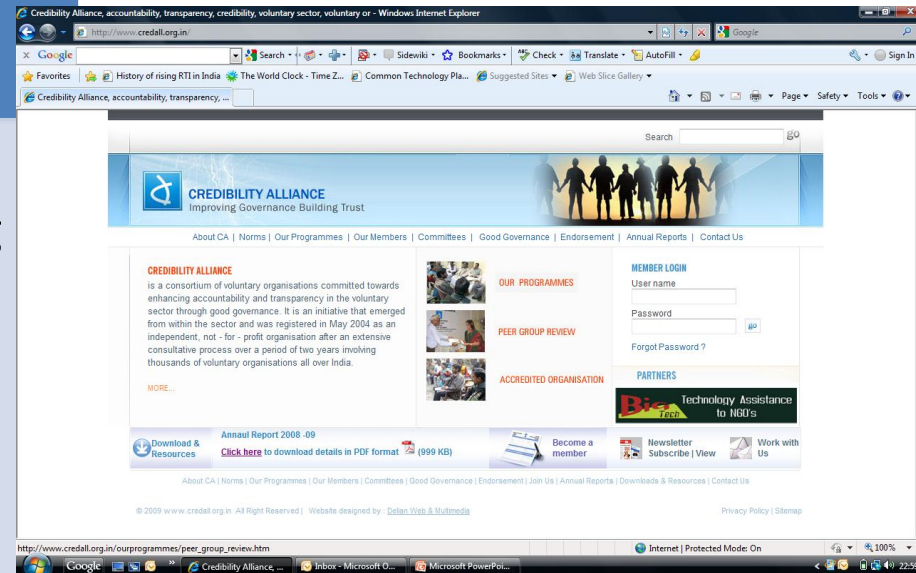 Credibility Alliance, accountability, transparency, credibility, voluntary sector, voluntary or - Windows Internet Explorer
http://www.credall.org.in/
Google
x Google
Search
Sidewiki
Bookmarks
Check
Translate
AutoFill
Sign In
Favorites
History of rising RTI in India
The World Clock - Time Z...
Common Technology Pla...
Suggested Sites
Web Slice Gallery
Credibility Alliance, accountability, transparency, ...
Page
Safety
Tools
Search
go
CREDIBILITY ALLIANCE
Improving Governance Building Trust
About CA | Norms | Our Programmes | Our Members | Committees | Good Governance | Endorsement | Annual Reports | Contact Us
CREDIBILITY ALLIANCE
is a consortium of voluntary organisations committed towards
enhancing accountability and transparency in the voluntary
sector through good governance. It is an initiative that emerged
from within the sector and was registered in May 2004 as an
independent, not - for - profit organisation after an extensive
consultative process over a period of two years involving
thousands of voluntary organisations all over India.
MORE...
OUR PROGRAMMES
PEER GROUP REVIEW
ACCREDITED ORGANISATION
MEMBER LOGIN
User name
Password
go
Forgot Password ?
PARTNERS
Big Tech
Technology Assistance
to NGO's
Download &
Resources
Annaul Report 2008 -09
Click here to download details in PDF format (999 KB)
Become a
member
Newsletter
Subscribe | View
Work with
Us
About CA | Norms | Our Programmes | Our Members | Committees | Good Governance | Endorsement | Join Us | Annual Reports | Downloads & Resources | Contact Us
© 2009 www.credall.org.in All Right Reserved | Website designed by : Delian Web & Multimedia
Privacy Policy | Sitemap
http://www.credall.org.in/ourprogrammes/peer_group_review.htm
Internet | Protected Mode: On
100%
Google
Credibility Alliance, ...
Inbox - Microsoft O...
Microsoft PowerPoi...